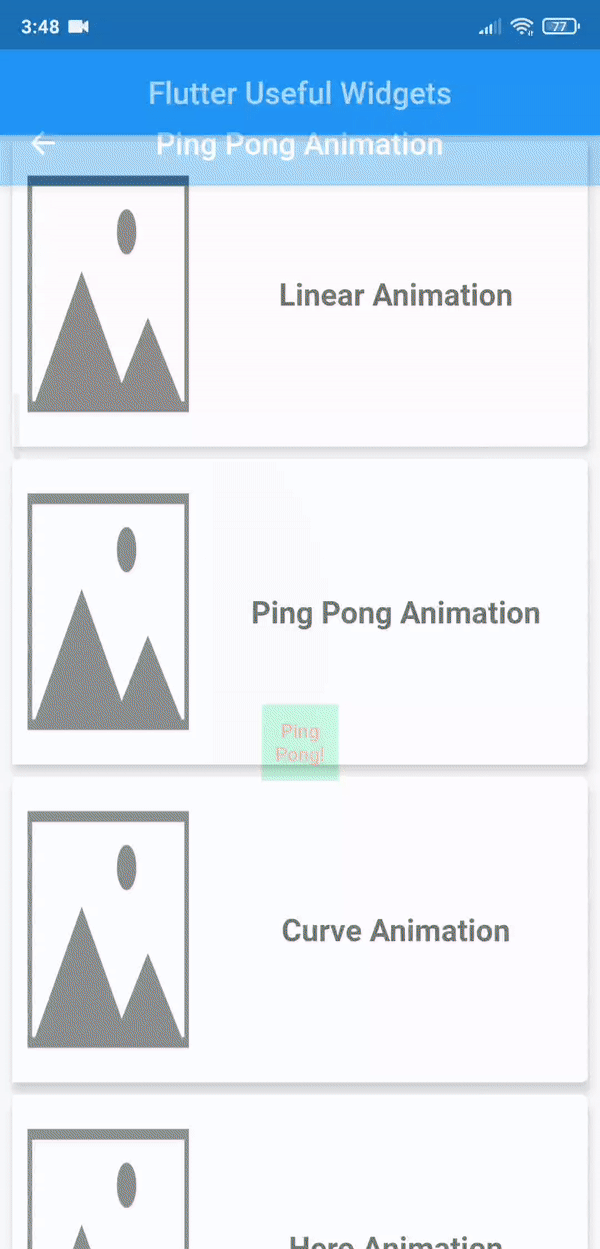 3:48
77
Flutter Useful Widgets
Ping Pong Animation
Linear Animation
Ping Pong Animation
Ping
Pong!
Curve Animation
Hero Animation